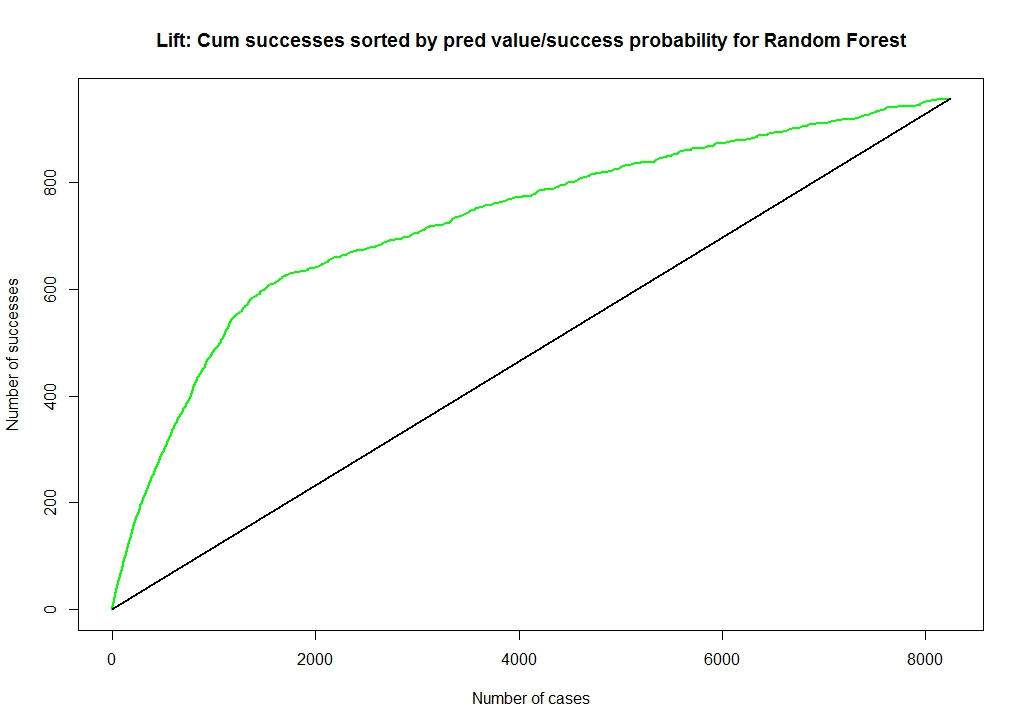 Lift: Cum successes sorted by pred value/success probability for Random Forest
Number of successes
800
600
400
200
0
0 2000 4000 6000 8000
Number of cases